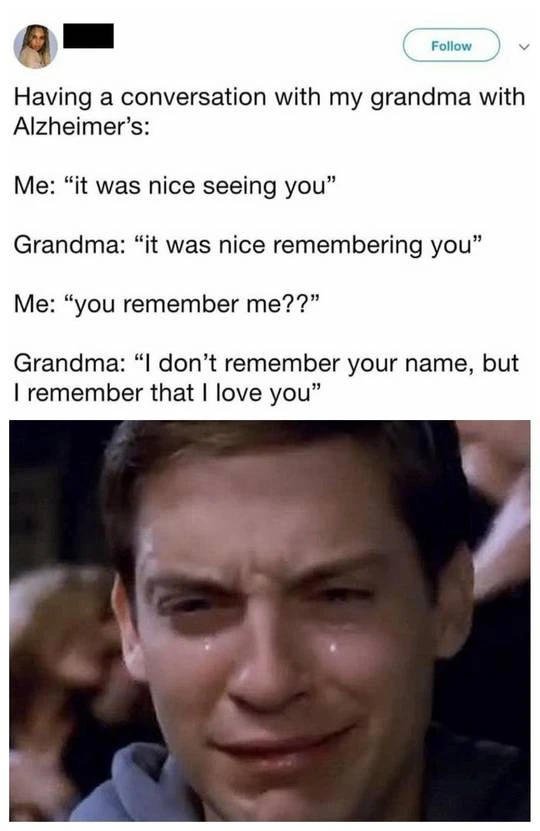 Follow
Having a conversation with my grandma with
Alzheimer’s:
Me: “it was nice seeing you”
Grandma: “it was nice remembering you”
Me: “you remember me??”
Grandma: “I don’t remember your name, but
I remember that I love you”